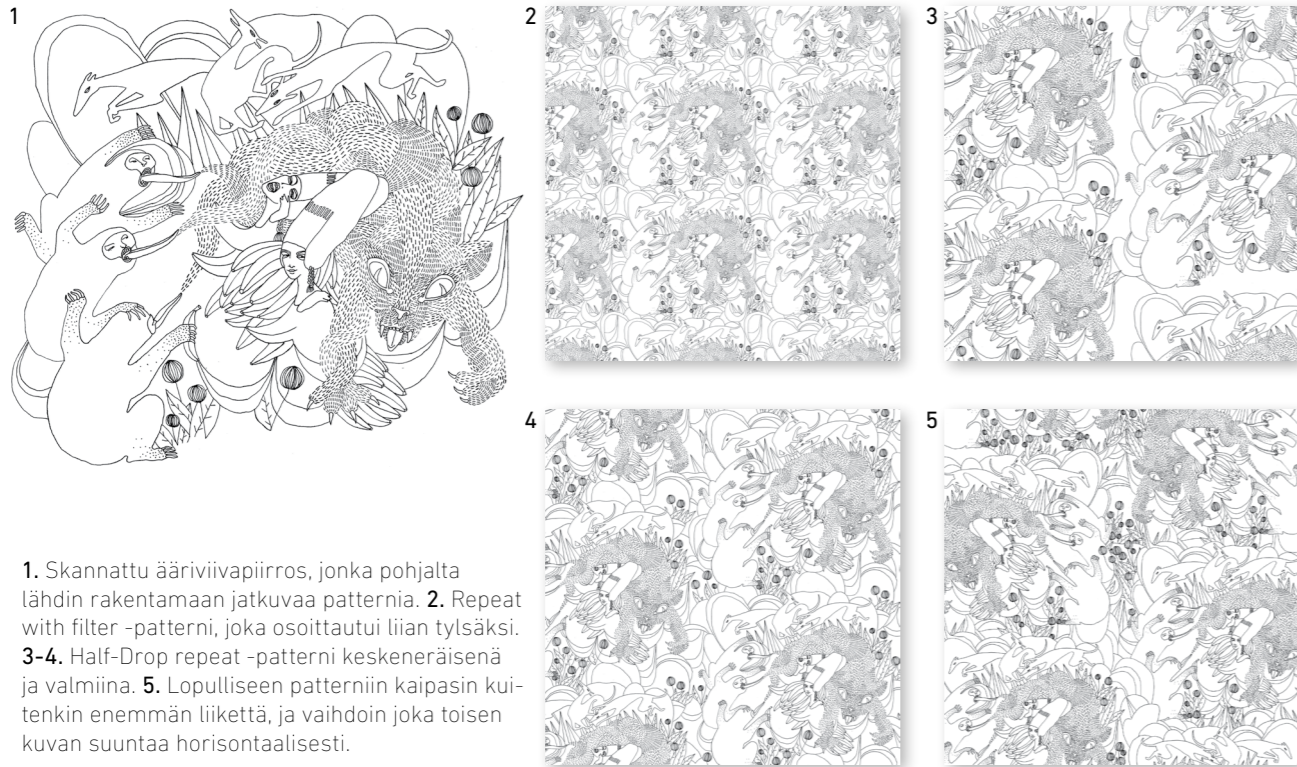 1
2
3
4
5
1. Skannattu ääriviivapiirros, jonka pohjalta
lähdin rakentamaan jatkuvaa patternia. 2. Repeat
with filter -patterni, joka osoittautui liian tylsäksi.
3-4. Half-Drop repeat -patterni keskeneräisenä
ja valmiina. 5. Lopulliseen patterniin kaipasin kui-
tenkin enemmän liikettä, ja vaihdoin joka toisen
kuvan suuntaa horisontaalisesti.